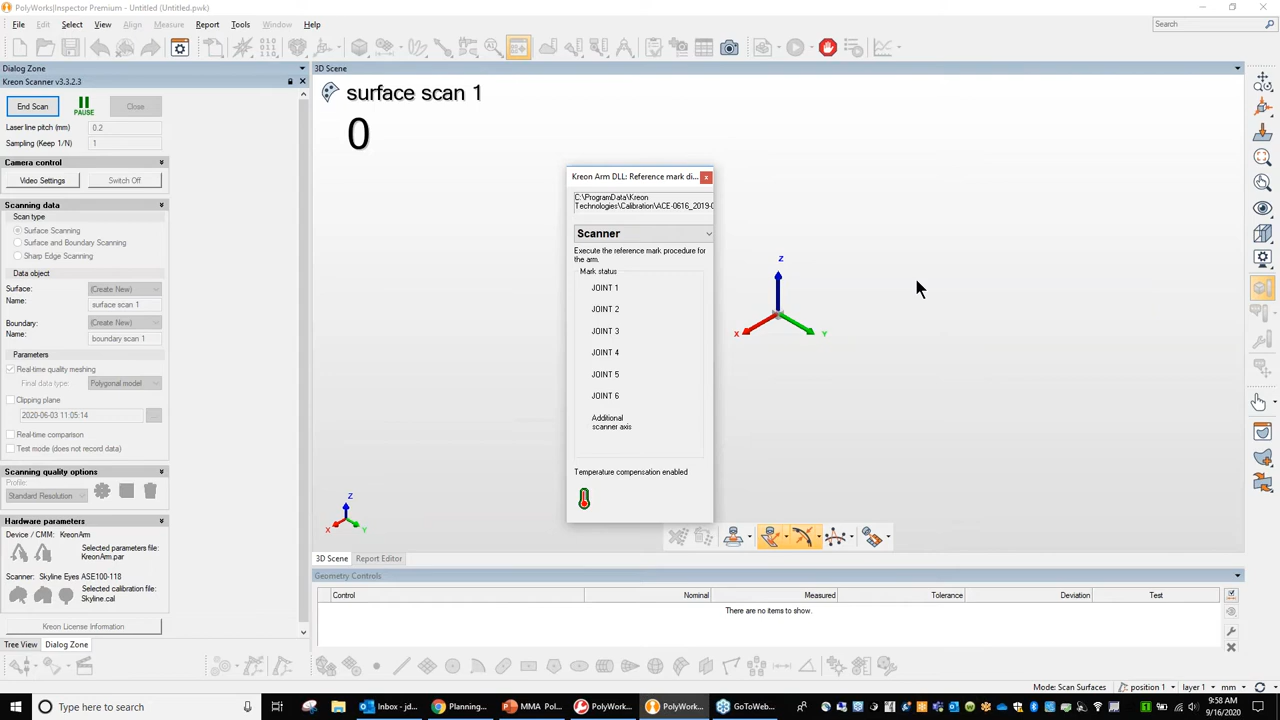 PolyWorks|Inspector Premium - Untitled (Untitled.pwk)
File Edit Select View Align Measure Report Tools Window Help
Search
Dialog Zone
3D Scene
Kreon Scanner v3.3.2.3
End Scan
PAUSE
Close
Laser line pitch (mm) 0.2
Sampling (Keep 1/N) 1
Camera control
Video Settings
Switch Off
Scanning data
Scan type
Surface Scanning
Surface and Boundary Scanning
Sharp Edge Scanning
Data object
Surface: (Create New)
Name: surface scan 1
Boundary: (Create New)
Name: boundary scan 1
Parameters
Real-time quality meshing
Final data type: Polygonal model
Clipping plane
2020-06-03 11:05:14 ...
Real-time comparison
Test mode (does not record data)
Scanning quality options
Profile:
Standard Resolution
Hardware parameters
Device / CMM: KreonArm
Selected parameters file:
KreonArm.par
Scanner: Skyline Eyes ASE100-118
Selected calibration file:
Skyline.cal
Kreon License Information
Tree View Dialog Zone
surface scan 1
0
Kreon Arm DLL: Reference mark di...
C:\ProgramData\Kreon
Technologies\Calibration\ACE-0616_2019-0
Scanner
Execute the reference mark procedure for
the arm.
Mark status
JOINT 1
JOINT 2
JOINT 3
JOINT 4
JOINT 5
JOINT 6
Additional
scanner axis
Temperature compensation enabled
Z
X
Y
Z
X
Y
3D Scene Report Editor
Geometry Controls
Control Nominal Measured Tolerance Deviation Test
There are no items to show.
Mode: Scan Surfaces position 1 layer 1 mm
Type here to search
Inbox - jd...
Planning...
MMA Pol...
PolyWork...
PolyWork...
GoToWeb...
9:58 AM
9/16/2020